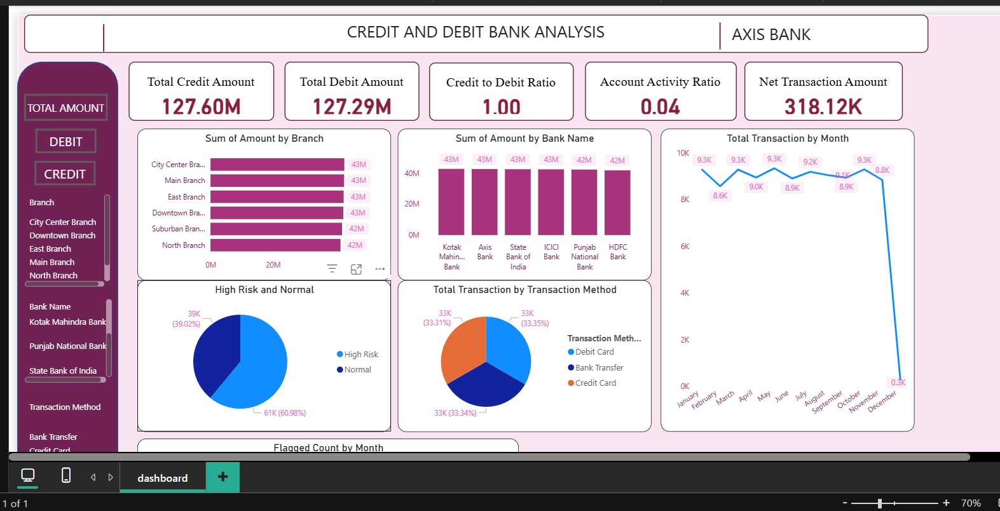 CREDIT AND DEBIT BANK ANALYSIS
AXIS BANK
Total Credit Amount
127.60M
Total Debit Amount
127.29M
Credit to Debit Ratio
1.00
Account Activity Ratio
0.04
Net Transaction Amount
318.12K
TOTAL AMOUNT
DEBIT
CREDIT
Branch
City Center Branch
Downtown Branch
East Branch
Main Branch
North Branch
Bank Name
Kotak Mahindra Bank
Punjab National Bank
State Bank of India
Transaction Method
Bank Transfer
Credit Card
Sum of Amount by Branch
City Center Bra... 43M
Main Branch 43M
East Branch 43M
Downtown Bra... 43M
Suburban Bran... 42M
North Branch 42M
0M 20M
Sum of Amount by Bank Name
43M 43M 43M 43M 42M 42M
40M
20M
0M
Kotak Mahin... Bank
Axis Bank
State Bank of India
ICICI Bank
Punjab National Bank
HDFC Bank
Total Transaction by Month
10K
8K
6K
4K
2K
0K
9.3K
8.6K
9.3K
9.0K
9.3K
8.9K
9.2K
9.1K
8.9K
9.3K
8.8K
0.3K
January
February
March
April
May
June
July
August
September
October
November
December
High Risk and Normal
39K
(39.02%)
61K (60.98%)
High Risk
Normal
Total Transaction by Transaction Method
33K
(33.31%)
33K
(33.35%)
33K (33.34%)
Transaction Meth...
Debit Card
Bank Transfer
Credit Card
Flagged Count by Month
dashboard
1 of 1
70%